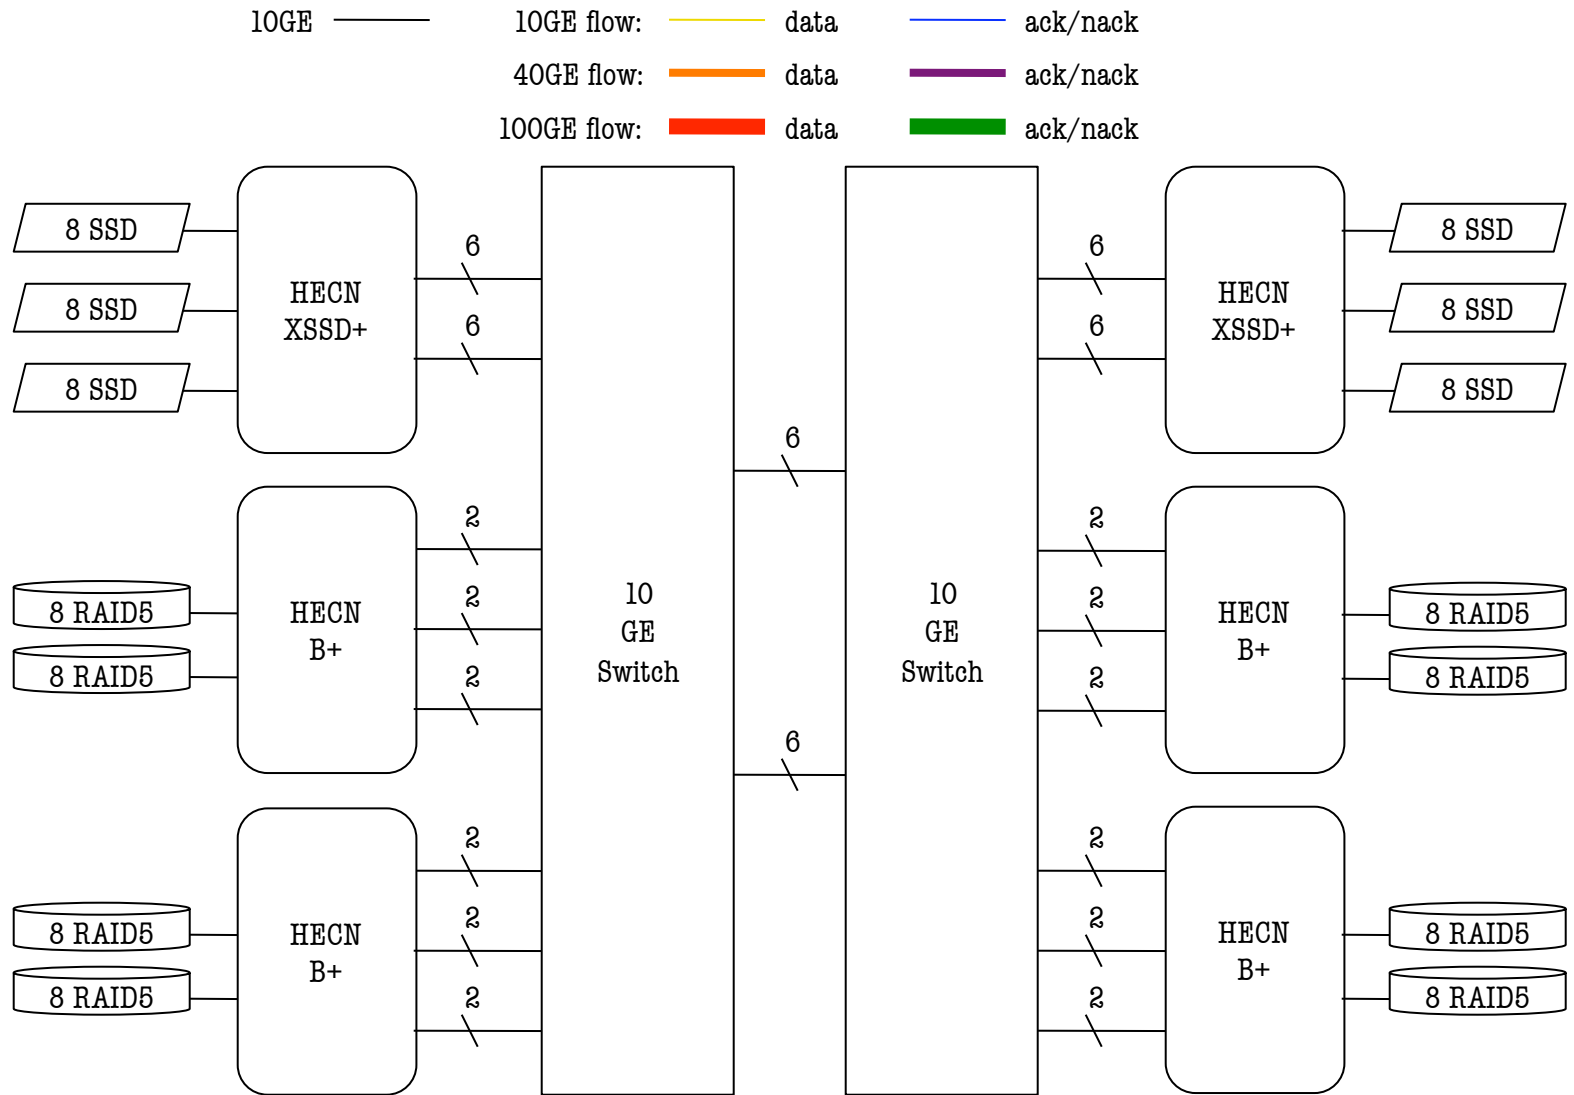 10GE
10GE flow: data ack/nack
40GE flow: data ack/nack
100GE flow: data ack/nack
8 SSD
8 SSD
8 SSD
HECN
XSSD+
6
6
8 RAID5
8 RAID5
HECN
B+
2
2
2
8 RAID5
8 RAID5
HECN
B+
2
2
2
10
GE
Switch
6
6
10
GE
Switch
6
6
HECN
XSSD+
8 SSD
8 SSD
8 SSD
2
2
2
HECN
B+
8 RAID5
8 RAID5
2
2
2
HECN
B+
8 RAID5
8 RAID5